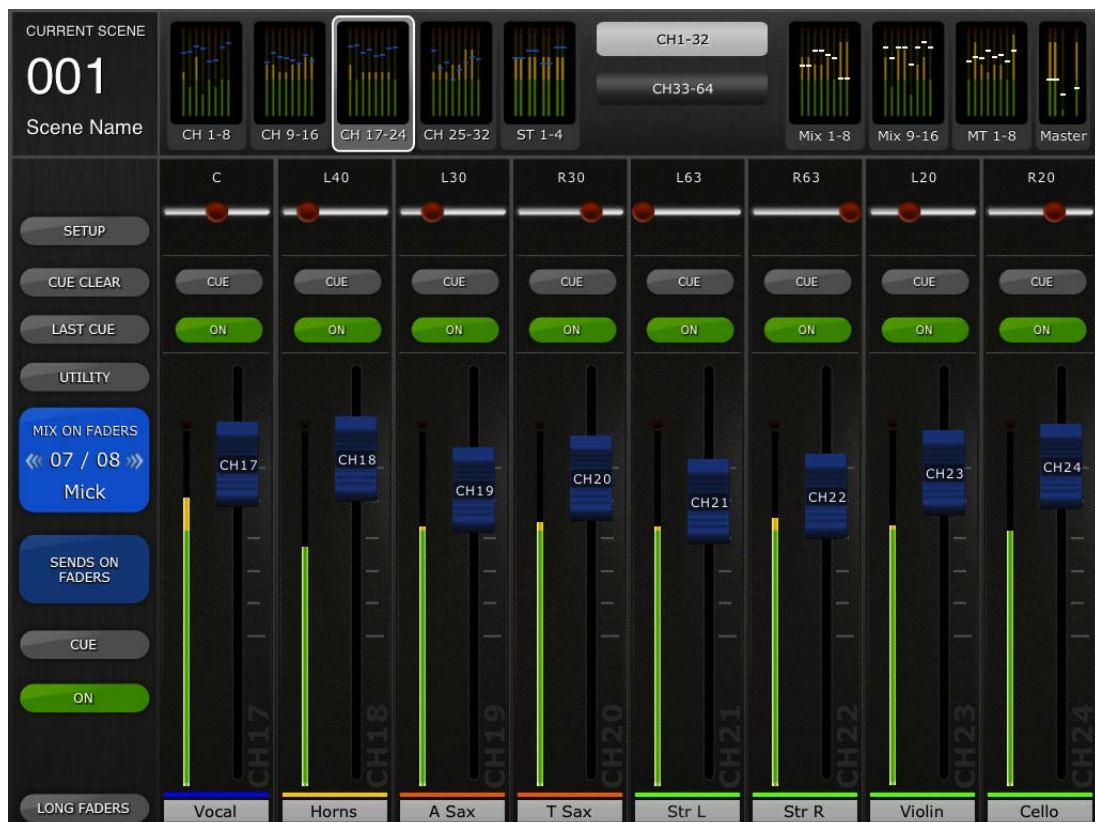 CURRENT SCENE
001
Scene Name
CH 1-8
CH 9-16
CH 17-24
CH 25-32
ST 1-4
CH1-32
CH33-64
Mix 1-8
Mix 9-16
MT 1-8
Master
C
L40
L30
R30
L63
R63
L20
R20
SETUP
CUE CLEAR
CUE CUE CUE CUE CUE CUE CUE CUE
LAST CUE
ON ON ON ON ON ON ON ON
UTILITY
MIX ON FADERS
07 / 08
Mick
SENDS ON
FADERS
CUE
ON
LONG FADERS
CH17
CH18
CH19
CH20
CH21
CH22
CH23
CH24
CH17
CH18
CH19
CH20
CH21
CH22
CH23
CH24
Vocal
Horns
A Sax
T Sax
Str L
Str R
Violin
Cello